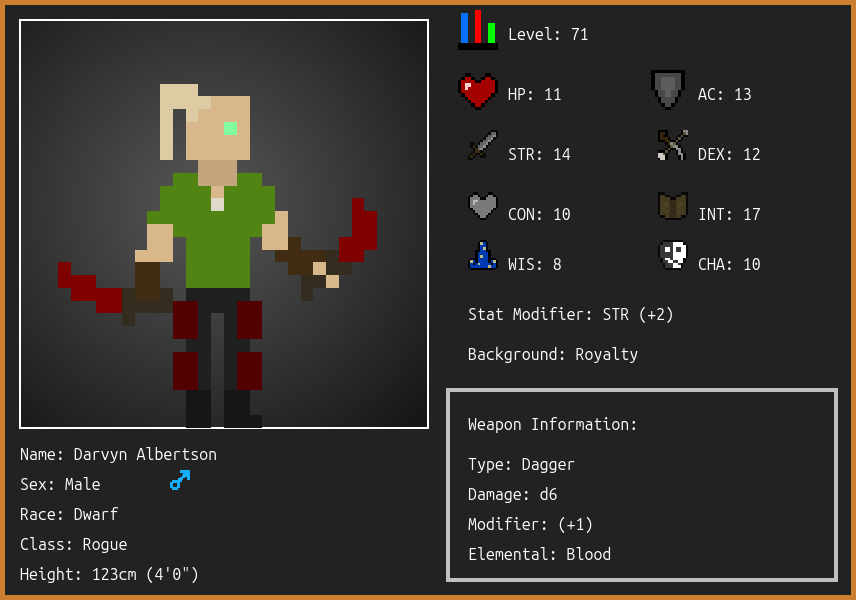 Level: 71
HP: 11
AC: 13
STR: 14
DEX: 12
CON: 10
INT: 17
WIS: 8
CHA: 10
Stat Modifier: STR (+2)
Background: Royalty
Weapon Information:
Type: Dagger
Damage: d6
Modifier: (+1)
Elemental: Blood
Name: Darvyn Albertson
Sex: Male
Race: Dwarf
Class: Rogue
Height: 123cm (4'0")